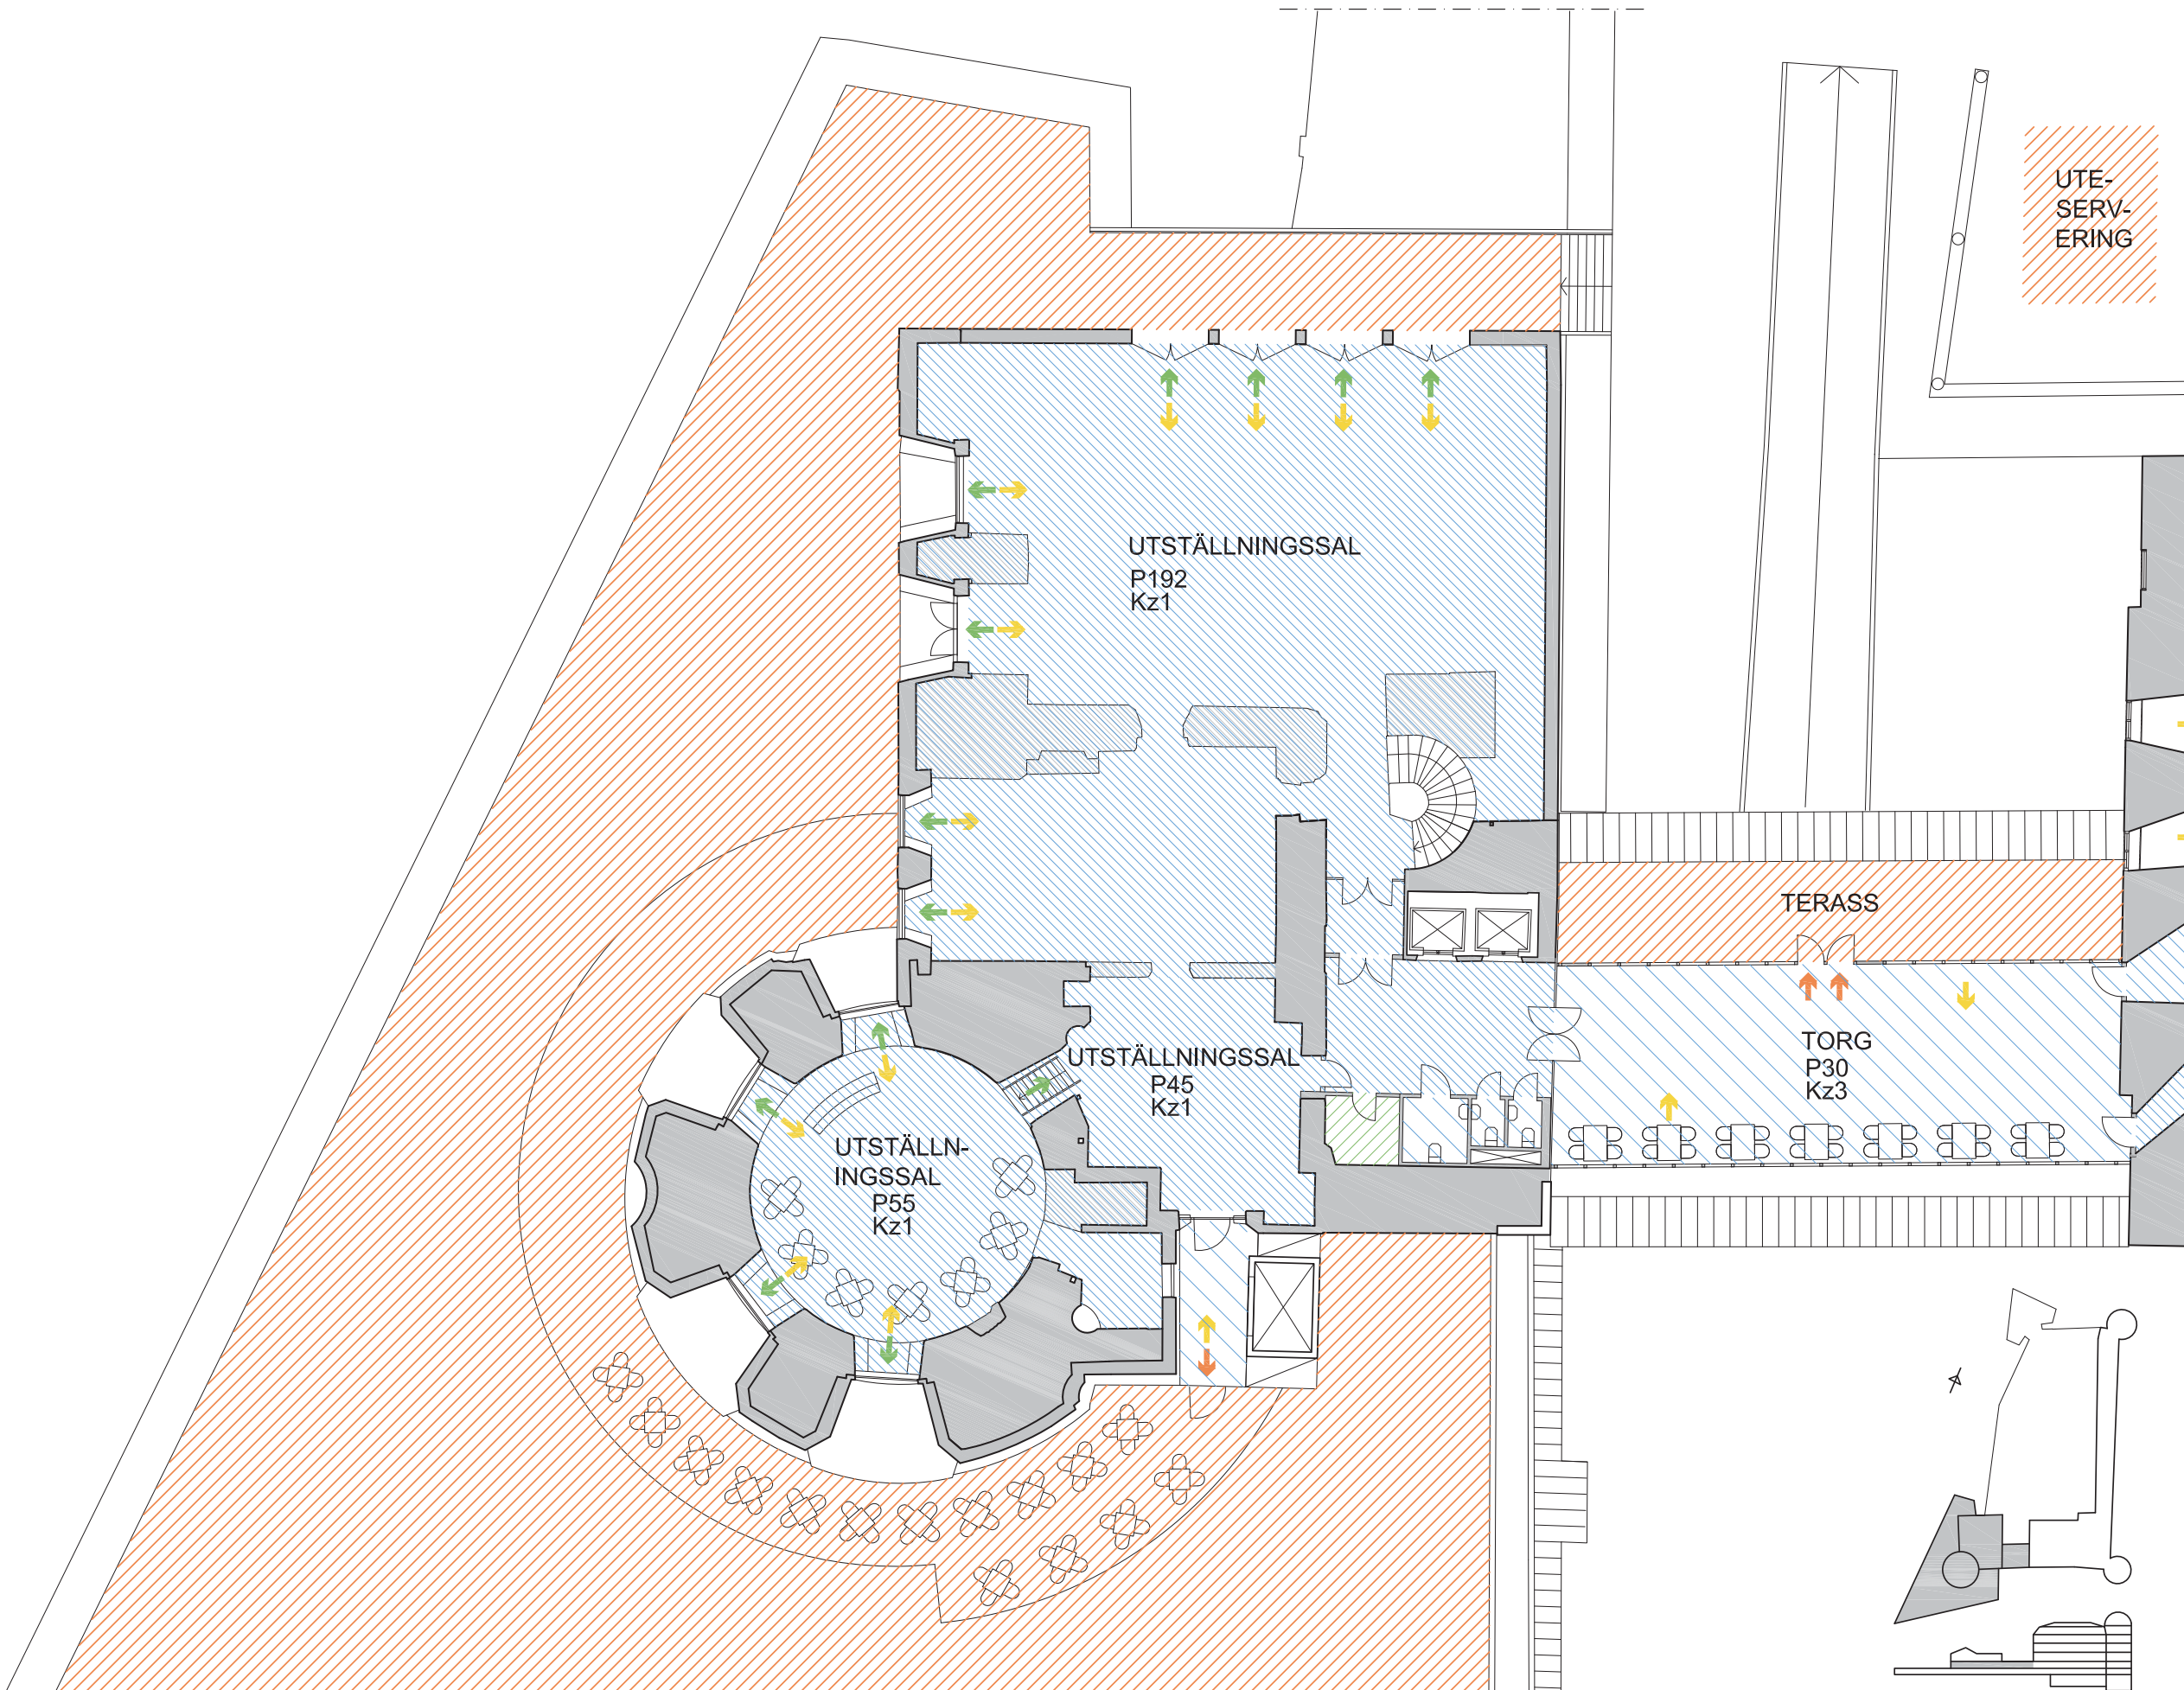 UTE-
SERV-
ERING
UTSTÄLLNINGSSAL
P192
Kz1
TERASS
TORG
P30
Kz3
UTSTÄLLNINGSSAL
P45
Kz1
UTSTÄLLN-
INGSSAL
P55
Kz1